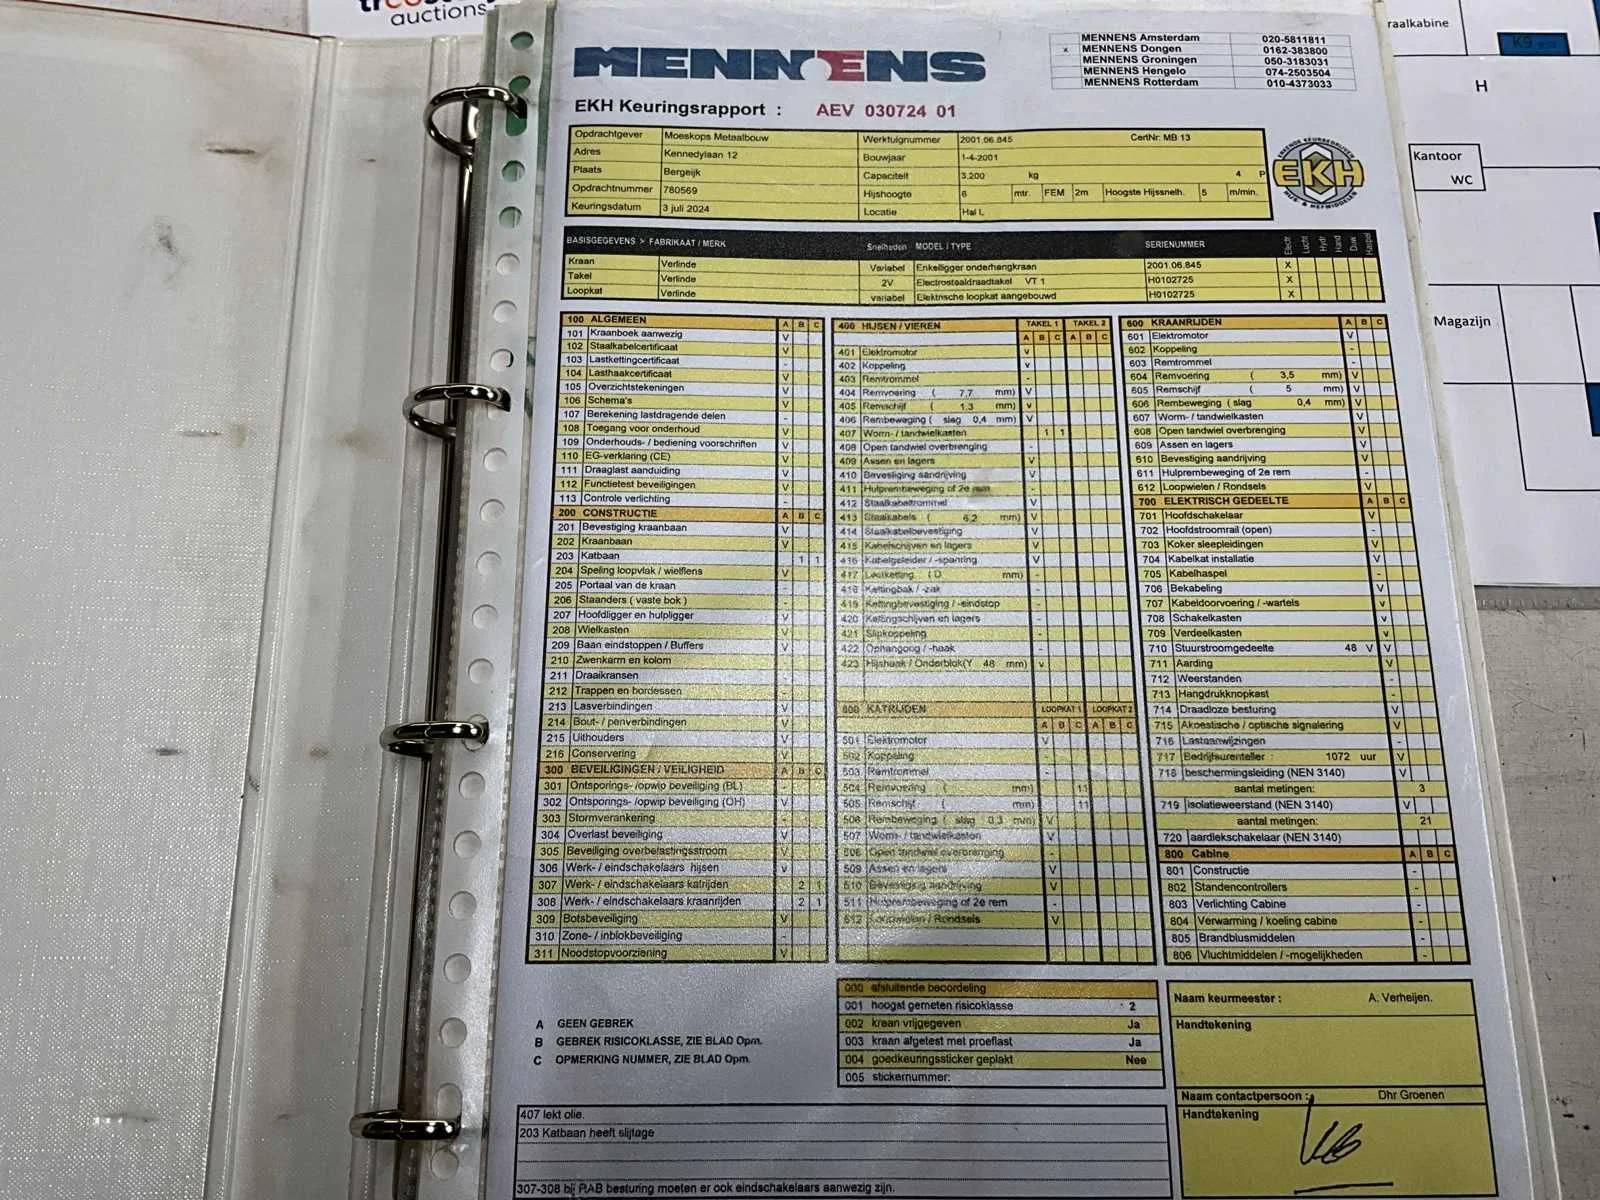 auctions
MENNENS
MENNENS Amsterdam 020-5811811
x MENNENS Dongen 0162-383800
MENNENS Groningen 050-3183031
MENNENS Hengelo 074-2503504
MENNENS Rotterdam 010-4373033
EKH Keuringsrapport : AEV 030724 01
Opdrachtgever Moeskops Metaalbouw Werktuignummer 2001.06.845 CertNr: MB 13
Adres Kennedylaan 12 Bouwjaar 1-4-2001
Plaats Bergeijk Capaciteit 3.200 kg 4 P
Opdrachtnummer 780569 Hijshoogte 6 mtr. FEM 2m Hoogste Hijssnelh. 5 m/min.
Keuringsdatum 3 juli 2024 Locatie Hal L
EKH
BASISGEGEVENS > FABRIKAAT / MERK Snelheden MODEL / TYPE SERIENUMMER Electr Lucht Hydr Hand Duw Haspel
Kraan Verlinde Variabel Enkelligger onderhangkraan 2001.06.845 X
Takel Verlinde 2V Electrostaaldraadtakel VT 1 H0102725 X
Loopkat Verlinde variabel Elektrische loopkat aangebouwd H0102725 X
100 ALGEMEEN A B C
101 Kraanboek aanwezig V
102 Staalkabelcertificaat V
103 Lastkettingcertificaat -
104 Lasthaakcertificaat V
105 Overzichtstekeningen V
106 Schema's V
107 Berekening lastdragende delen -
108 Toegang voor onderhoud V
109 Onderhouds- / bediening voorschriften V
110 EG-verklaring (CE) V
111 Draaglast aanduiding V
112 Functietest beveiligingen V
113 Controle verlichting -
200 CONSTRUCTIE A B C
201 Bevestiging kraanbaan V
202 Kraanbaan V
203 Katbaan 1 1
204 Speling loopvlak / wielflens V
205 Portaal van de kraan -
206 Staanders ( vaste bok ) -
207 Hoofdligger en hulpligger V
208 Wielkasten V
209 Baan eindstoppen / Buffers V
210 Zwenkarm en kolom -
211 Draaikransen -
212 Trappen en bordessen -
213 Lasverbindingen V
214 Bout- / penverbindingen V
215 Uithouders V
216 Conservering V
300 BEVEILIGINGEN / VEILIGHEID A B C
301 Ontsporings- /opwip beveiliging (BL) -
302 Ontsporings- /opwip beveiliging (OH) V
303 Stormverankering -
304 Overlast beveiliging V
305 Beveiliging overbelastingsstroom V
306 Werk- / eindschakelaars hijsen V
307 Werk- / eindschakelaars katrijden 2 1
308 Werk- / eindschakelaars kraanrijden 2 1
309 Botsbeveiliging V
310 Zone- / inblokbeveiliging -
311 Noodstopvoorziening V
400 HIJSEN / VIEREN TAKEL 1 TAKEL 2
A B C A B C
401 Elektromotor v
402 Koppeling v
403 Remtrommel -
404 Remvoering ( 7,7 mm) V
405 Remschijf ( 1,3 mm) v
406 Rembeweging ( slag 0,4 mm) V
407 Worm- / tandwielkasten 1 1
408 Open tandwiel overbrenging -
409 Assen en lagers V
410 Bevestiging aandrijving V
411 Hulprembeweging of 2e rem -
412 Staalkabeltrommel V
413 Staalkabels ( 6,2 mm) V
414 Staalkabelbevestiging V
415 Kabelschijven en lagers V
416 Kabelgeleider / -spanning V
417 Lastketting ( D mm) -
418 Kettingbak / -zak -
419 Kettingbevestiging / -eindstop -
420 Kettingschijven en lagers -
421 Slipkoppeling -
422 Ophangoog / -haak -
423 Hijshaak / Onderblok(Y 48 mm) v
500 KATRIJDEN LOOPKAT 1 LOOPKAT 2
A B C A B C
501 Elektromotor V
502 Koppeling -
503 Remtrommel -
504 Remvoering ( mm) 11
505 Remschijf ( mm) 11
506 Rembeweging ( slag 0,3 mm) V
507 Worm- / tandwielkasten V
508 Open tandwiel overbrenging -
509 Assen en lagers V
510 Bevestiging aandrijving V
511 Hulprembeweging of 2e rem -
512 Loopwielen / Rondsels V
600 KRAANRIJDEN A B C
601 Elektromotor V
602 Koppeling -
603 Remtrommel -
604 Remvoering ( 3,5 mm) V
605 Remschijf ( 5 mm) V
606 Rembeweging ( slag 0,4 mm) V
607 Worm- / tandwielkasten V
608 Open tandwiel overbrenging V
609 Assen en lagers V
610 Bevestiging aandrijving V
611 Hulprembeweging of 2e rem -
612 Loopwielen / Rondsels V
700 ELEKTRISCH GEDEELTE A B C
701 Hoofdschakelaar V
702 Hoofdstroomrail (open) -
703 Koker sleepleidingen V
704 Kabelkat installatie V
705 Kabelhaspel -
706 Bekabeling V
707 Kabeldoorvoering / -wartels v
708 Schakelkasten v
709 Verdeelkasten v
710 Stuurstroomgedeelte 48 V V
711 Aarding V
712 Weerstanden -
713 Hangdrukknopkast -
714 Draadloze besturing V
715 Akoestische / optische signalering V
716 Lastaanwijzingen -
717 Bedrijfsurenteller : 1072 uur V
718 beschermingsleiding (NEN 3140) V
aantal metingen: 3
719 isolatieweerstand (NEN 3140) V
aantal metingen: 21
720 aardlekschakelaar (NEN 3140) -
800 Cabine A B C
801 Constructie -
802 Standencontrollers -
803 Verlichting Cabine -
804 Verwarming / koeling cabine -
805 Brandblusmiddelen -
806 Vluchtmiddelen / -mogelijkheden -
A GEEN GEBREK
B GEBREK RISICOKLASSE, ZIE BLAD Opm.
C OPMERKING NUMMER, ZIE BLAD Opm.
000 afsluitende beoordeling
001 hoogst gemeten risicoklasse 2
002 kraan vrijgegeven Ja
003 kraan afgetest met proeflast Ja
004 goedkeuringssticker geplakt Nee
005 stickernummer:
Naam keurmeester : A. Verheijen.
Handtekening
Naam contactpersoon : Dhr Groenen
Handtekening
407 lekt olie.
203 Katbaan heeft slijtage
307-308 bij RAB besturing moeten er ook eindschakelaars aanwezig zijn.
raalkabine
K9
H
Kantoor
WC
Magazijn